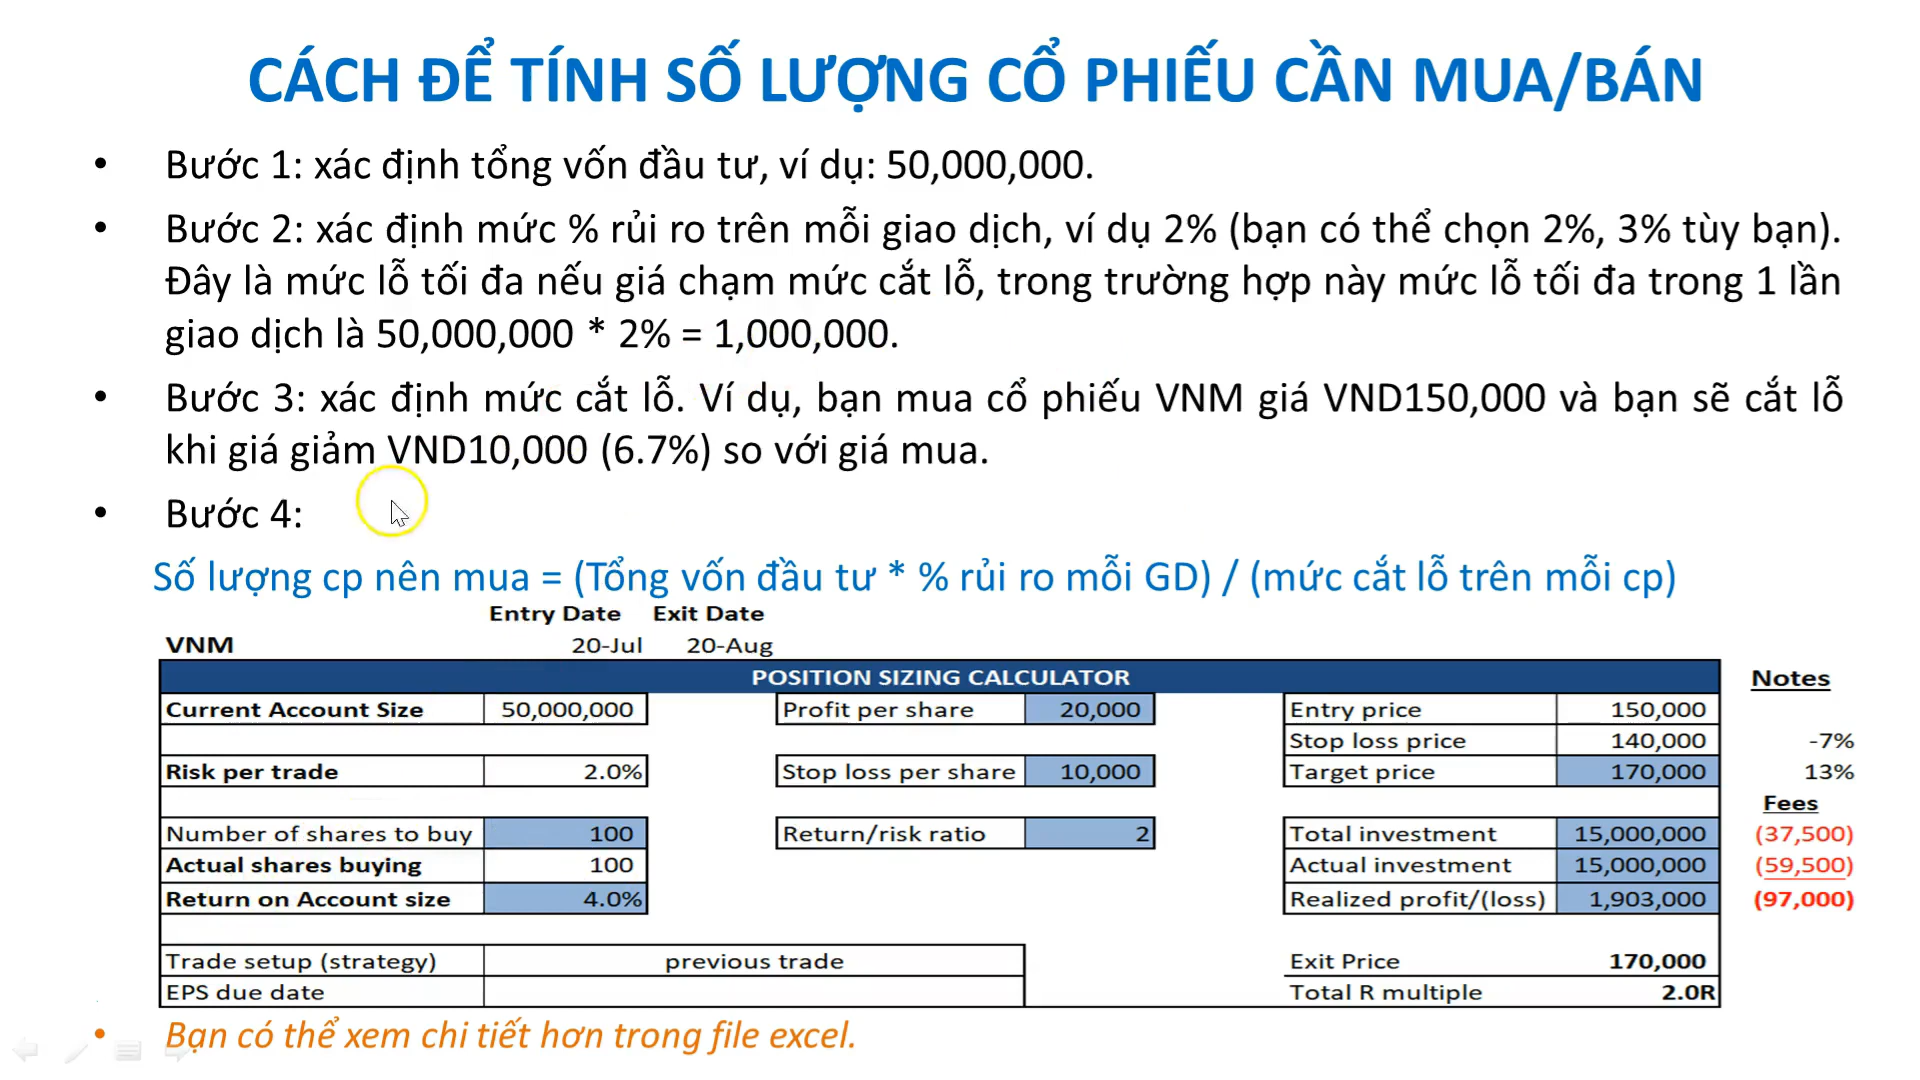 CÁCH ĐỂ TÍNH SỐ LƯỢNG CỔ PHIẾU CẦN MUA/BÁN
• Bước 1: xác định tổng vốn đầu tư, ví dụ: 50,000,000.
• Bước 2: xác định mức % rủi ro trên mỗi giao dịch, ví dụ 2% (bạn có thể chọn 2%, 3% tùy bạn).
Đây là mức lỗ tối đa nếu giá chạm mức cắt lỗ, trong trường hợp này mức lỗ tối đa trong 1 lần
giao dịch là 50,000,000 * 2% = 1,000,000.
• Bước 3: xác định mức cắt lỗ. Ví dụ, bạn mua cổ phiếu VNM giá VND150,000 và bạn sẽ cắt lỗ
khi giá giảm VND10,000 (6.7%) so với giá mua.
• Bước 4:
Số lượng cp nên mua = (Tổng vốn đầu tư * % rủi ro mỗi GD) / (mức cắt lỗ trên mỗi cp)
Entry Date Exit Date
VNM 20-Jul 20-Aug
POSITION SIZING CALCULATOR Notes
Current Account Size 50,000,000 Profit per share 20,000 Entry price 150,000
Stop loss price 140,000 -7%
Risk per trade 2.0% Stop loss per share 10,000 Target price 170,000 13%
Fees
Number of shares to buy 100 Return/risk ratio 2 Total investment 15,000,000 (37,500)
Actual shares buying 100 Actual investment 15,000,000 (59,500)
Return on Account size 4.0% Realized profit/(loss) 1,903,000 (97,000)
Trade setup (strategy) previous trade Exit Price 170,000
EPS due date Total R multiple 2.0R
• Bạn có thể xem chi tiết hơn trong file excel.